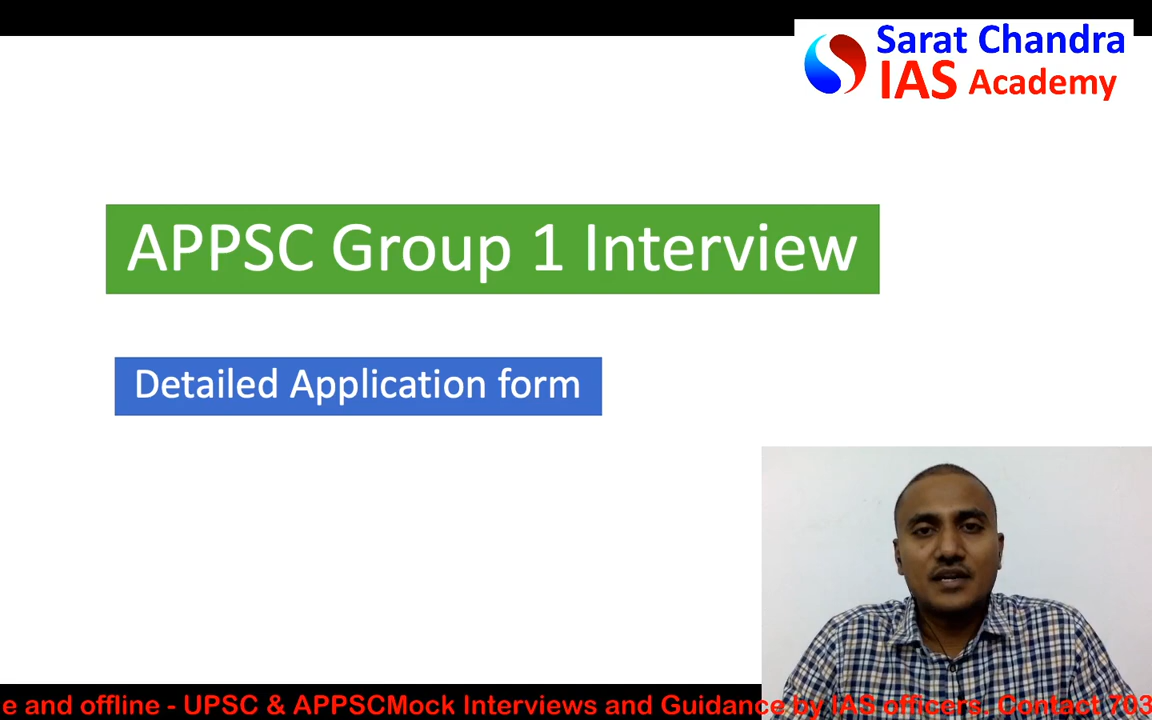 Sarat Chandra
IAS Academy
APPSC Group 1 Interview
Detailed Application form
e and offline - UPSC & APPSCMock Interviews and Guidance by IAS officers. Contact 703